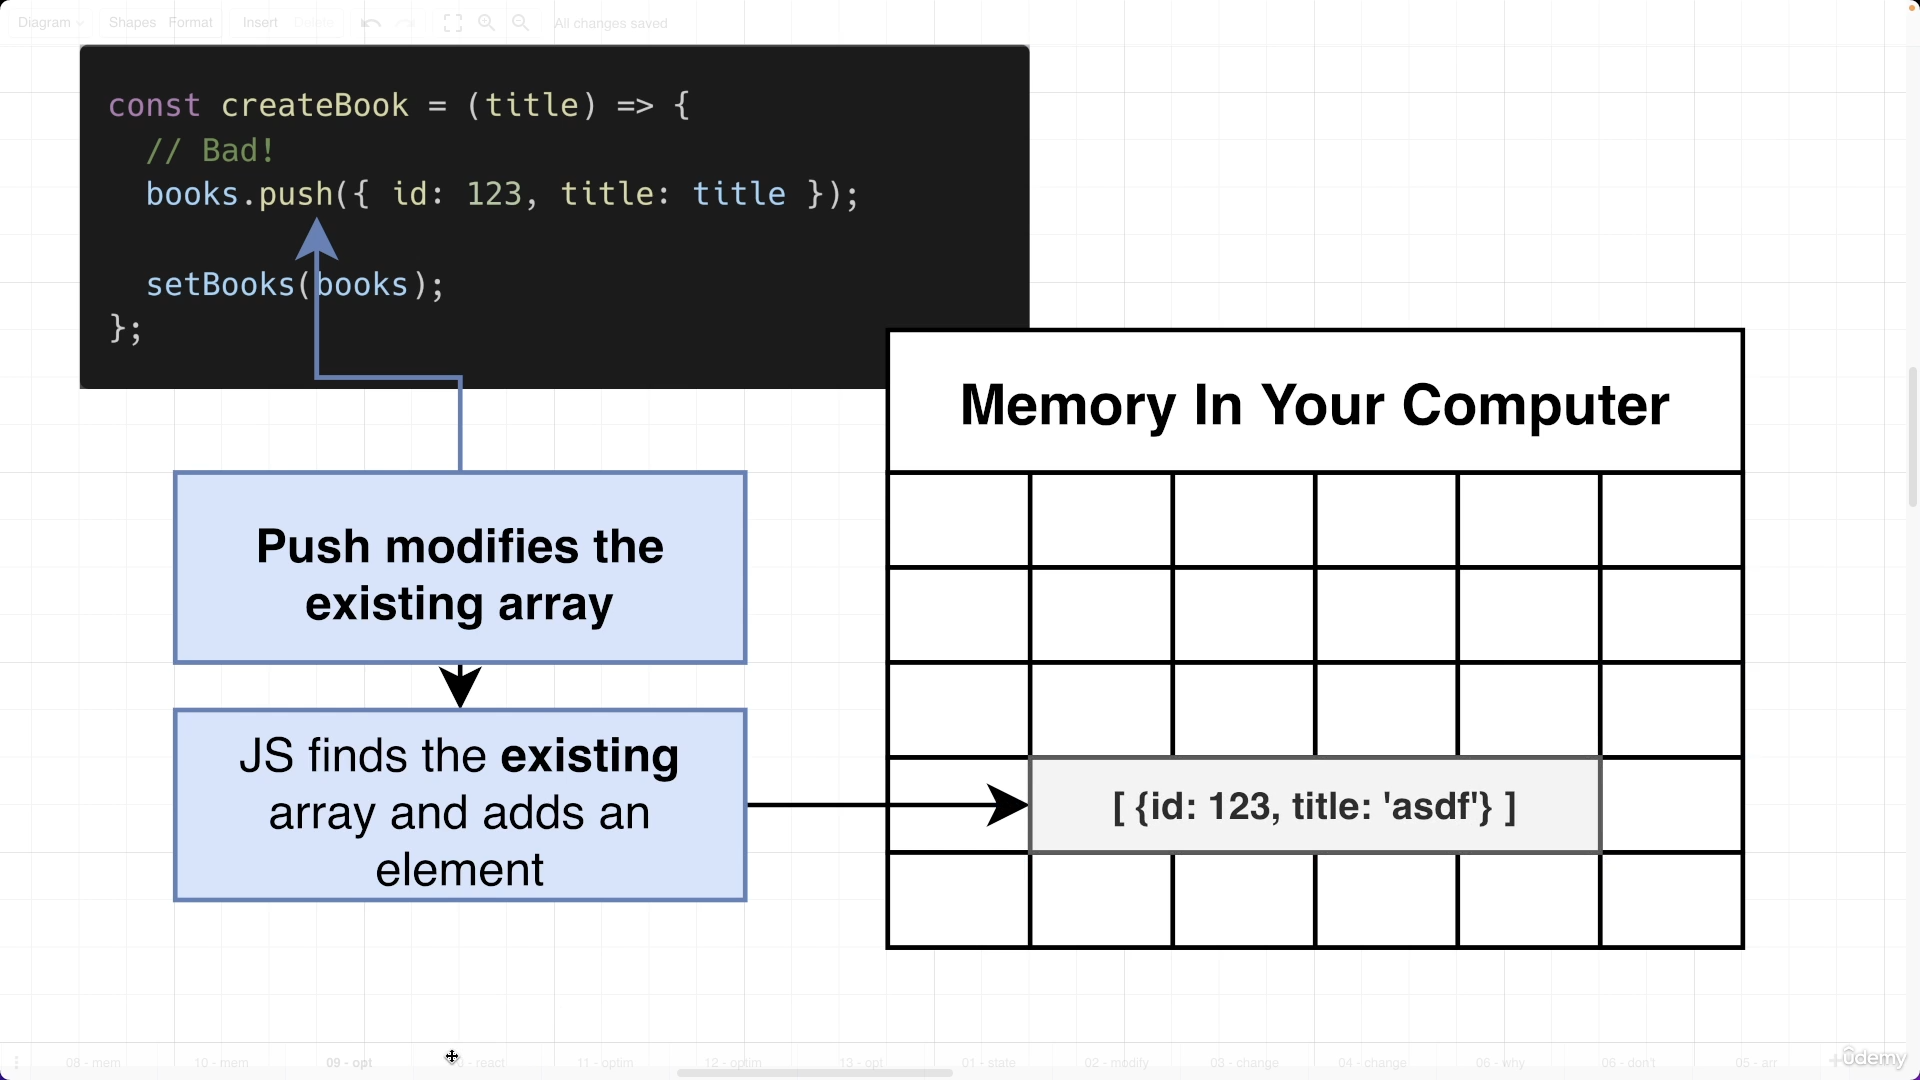 Diagram Shapes Format Insert Delete All changes saved
const createBook = (title) => {
// Bad!
books.push({ id: 123, title: title });
setBooks(books);
};
Memory In Your Computer
Push modifies the
existing array
JS finds the existing
array and adds an
element
[ {id: 123, title: 'asdf'} ]
08 - mem 10 - mem 09 - opt - react 11 - optim 12 - optim 13 - opt 01 - state 02 - modify 03 - change 04 - change 06 - why 06 - don't 05 - arr
ûdemy